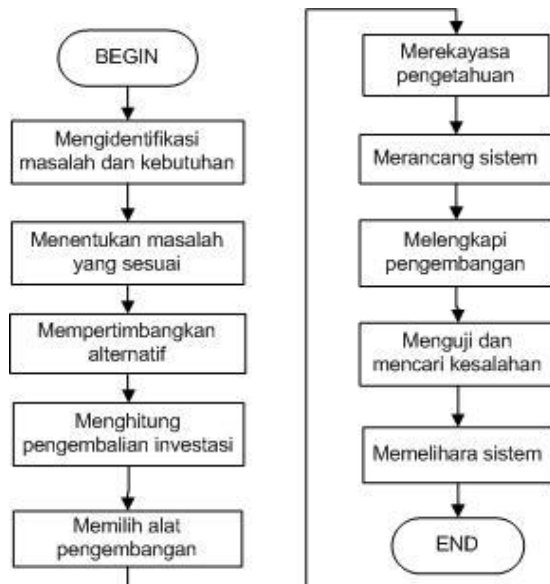 BEGIN
Mengidentifikasi
masalah dan kebutuhan
Menentukan masalah
yang sesuai
Mempertimbangkan
alternatif
Menghitung
pengembalian investasi
Memilih alat
pengembangan
Merekayasa
pengetahuan
Merancang sistem
Melengkapi
pengembangan
Menguji dan
mencari kesalahan
Memelihara sistem
END